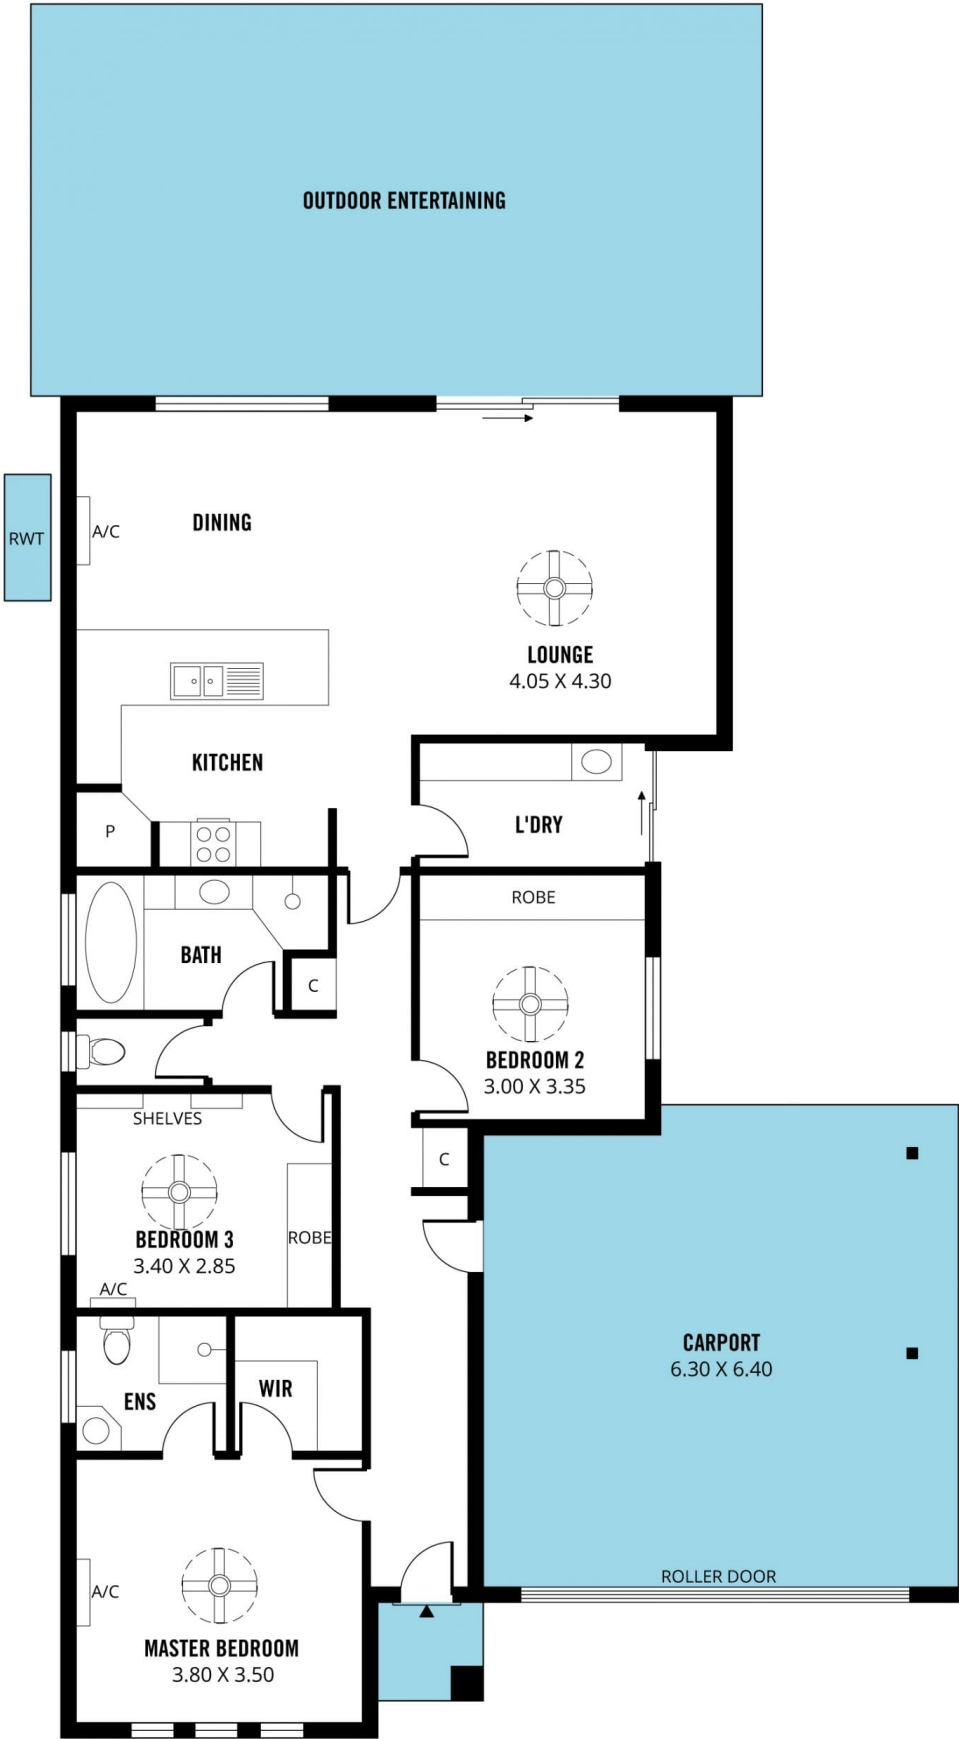 OUTDOOR ENTERTAINING
RWT
A/C
DINING
LOUNGE
4.05 X 4.30
KITCHEN
P
L'DRY
ROBE
BATH
C
BEDROOM 2
3.00 X 3.35
SHELVES
C
BEDROOM 3
3.40 X 2.85
ROBE
A/C
CARPORT
6.30 X 6.40
ENS
WIR
ROLLER DOOR
A/C
MASTER BEDROOM
3.80 X 3.50